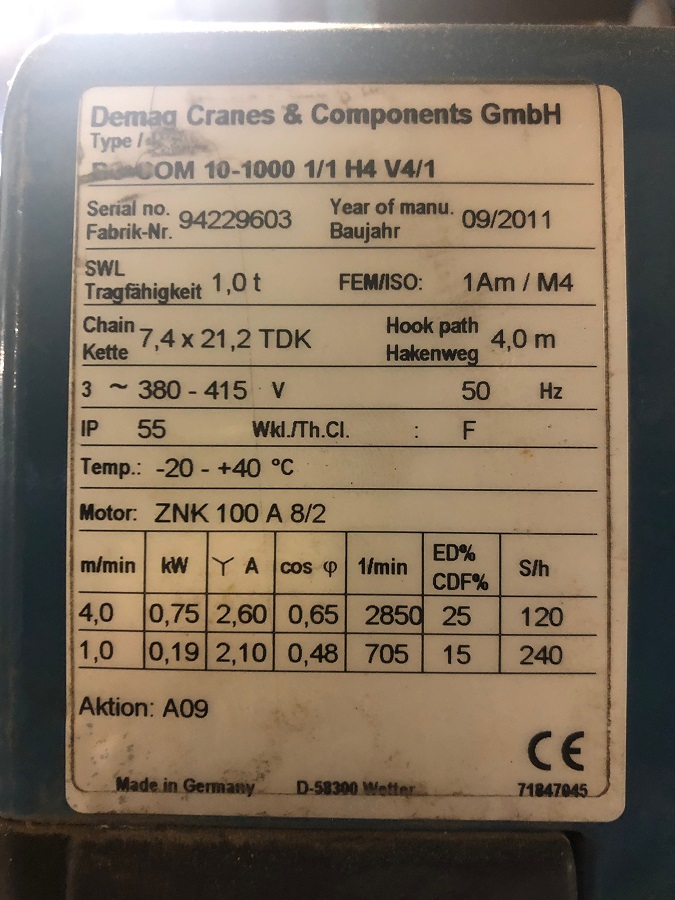 Demag Cranes & Components GmbH
Type /
COM 10-1000 1/1 H4 V4/1
Serial no. 94229603 Year of manu. 09/2011
Fabrik-Nr. Baujahr
SWL 1,0 t FEM/ISO: 1Am / M4
Tragfähigkeit
Chain 7,4 x 21,2 TDK Hook path 4,0 m
Kette Hakenweg
3 ~ 380 - 415 V 50 Hz
IP 55 Wkl./Th.Cl. : F
Temp.: -20 - +40 °C
Motor: ZNK 100 A 8/2
m/min kW Y A cos φ 1/min ED% CDF% S/h
4,0 0,75 2,60 0,65 2850 25 120
1,0 0,19 2,10 0,48 705 15 240
Aktion: A09
CE
Made in Germany D-58300 Wetter 71847045